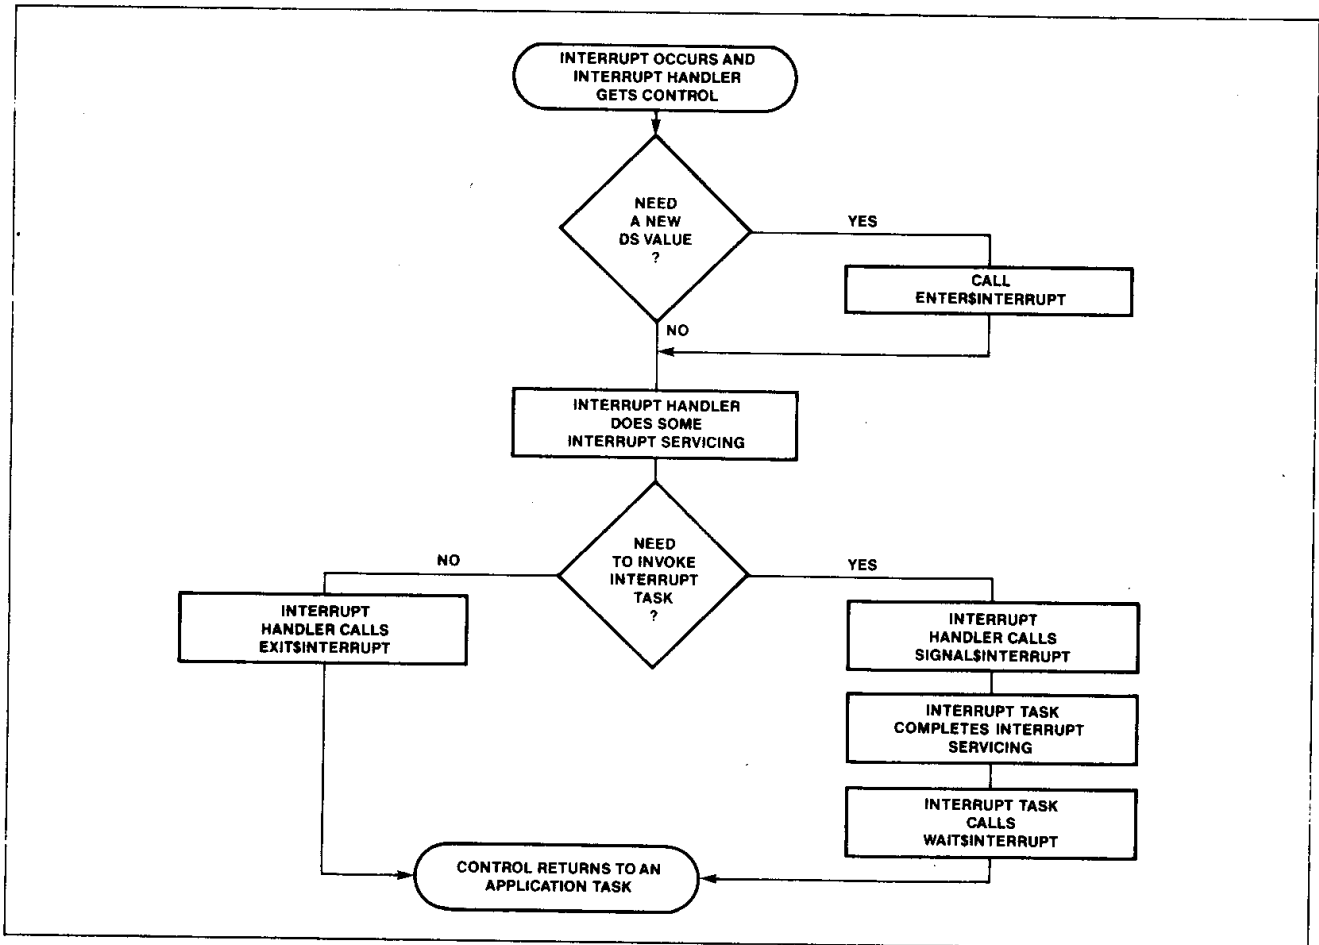 INTERRUPT OCCURS AND
INTERRUPT HANDLER
GETS CONTROL
NEED
A NEW
DS VALUE
?
YES
CALL
ENTER$INTERRUPT
NO
INTERRUPT HANDLER
DOES SOME
INTERRUPT SERVICING
NEED
TO INVOKE
INTERRUPT
TASK
?
NO
YES
INTERRUPT
HANDLER CALLS
EXIT$INTERRUPT
INTERRUPT
HANDLER CALLS
SIGNAL$INTERRUPT
INTERRUPT TASK
COMPLETES INTERRUPT
SERVICING
INTERRUPT TASK
CALLS
WAIT$INTERRUPT
CONTROL RETURNS TO AN
APPLICATION TASK